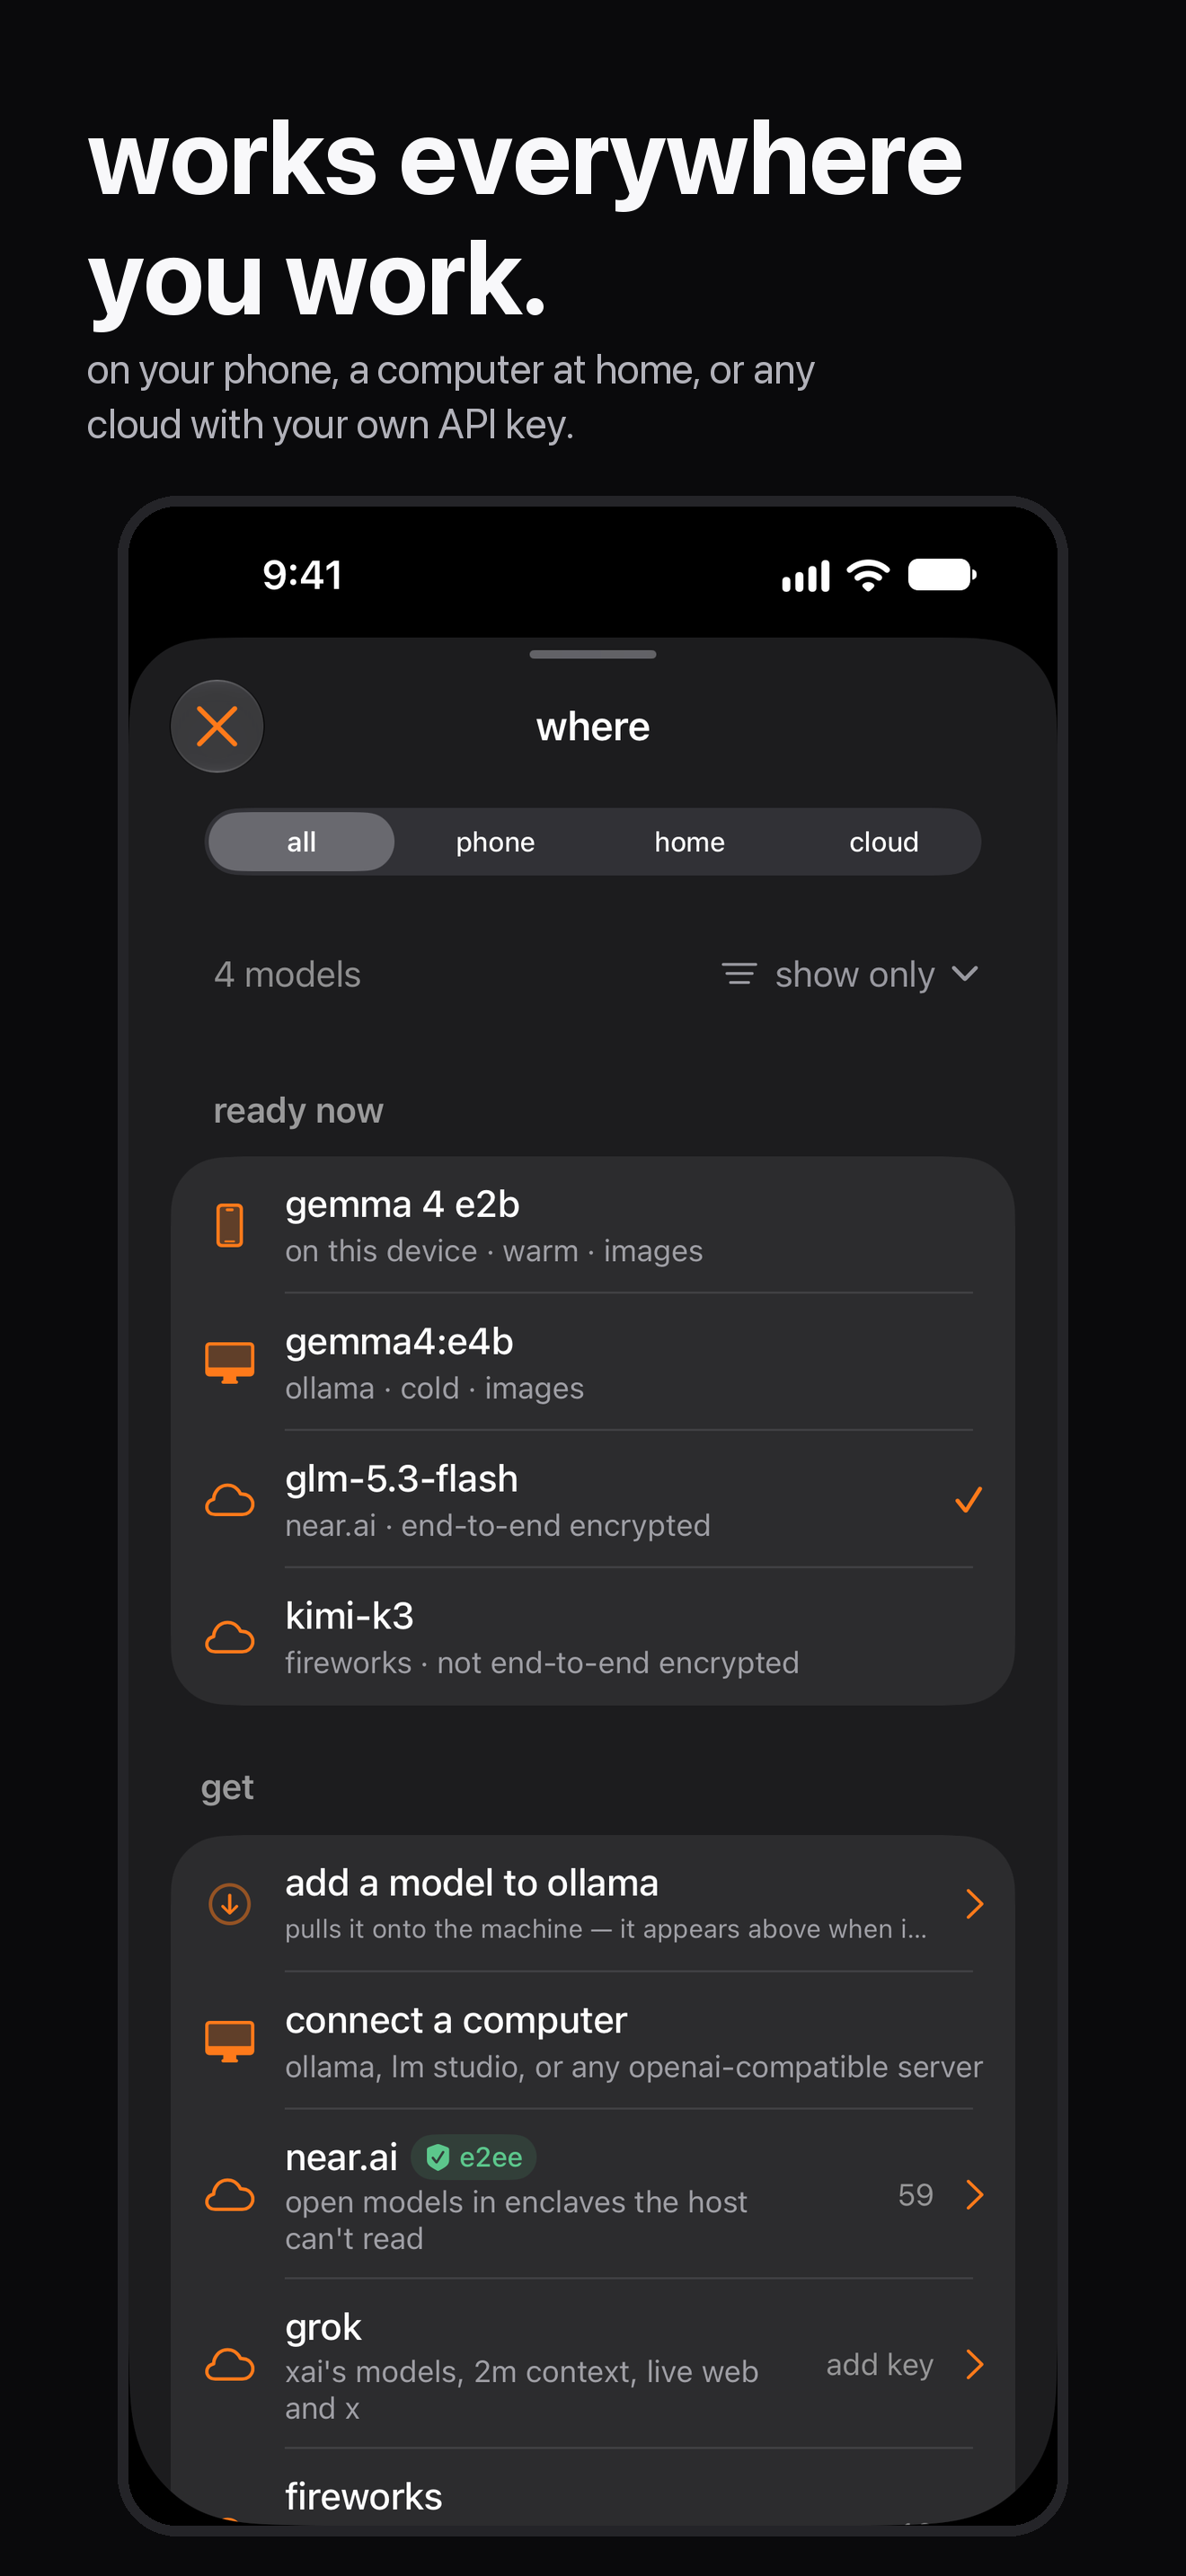 works everywhere
you work.
on your phone, a computer at home, or any
cloud with your own API key.
9:41
where
all phone home cloud
4 models show only
ready now
gemma 4 e2b
on this device · warm · images
gemma4:e4b
ollama · cold · images
glm-5.3-flash
near.ai · end-to-end encrypted
kimi-k3
fireworks · not end-to-end encrypted
get
add a model to ollama
pulls it onto the machine — it appears above when i...
connect a computer
ollama, lm studio, or any openai-compatible server
near.ai e2ee
open models in enclaves the host
can't read
59
grok
xai's models, 2m context, live web
and x
add key
fireworks